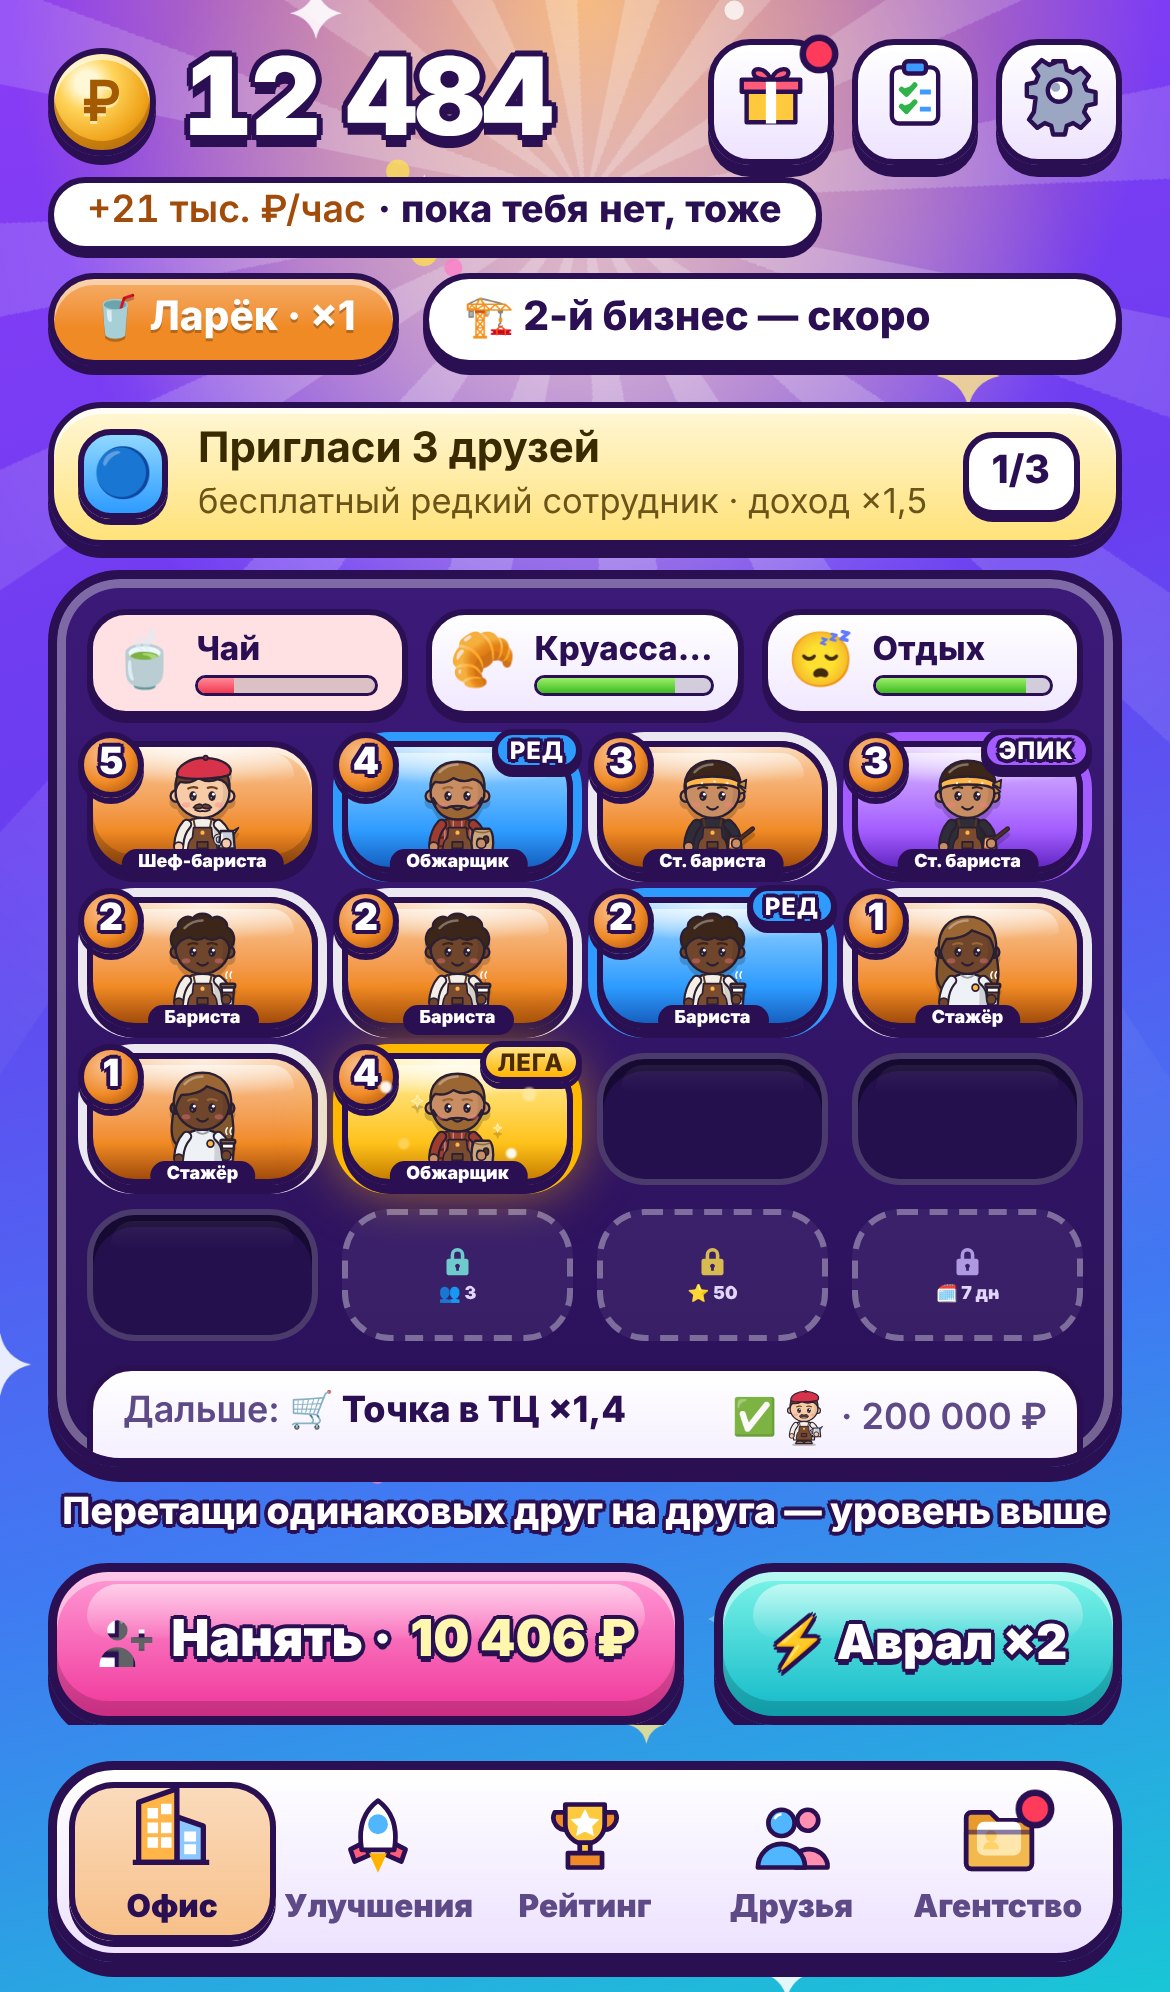 ₽ 12 484
+21 тыс. ₽/час · пока тебя нет, тоже
Ларёк · ×1
2-й бизнес — скоро
Пригласи 3 друзей
бесплатный редкий сотрудник · доход ×1,5
1/3
Чай
Круасса...
Отдых
5
Шеф-бариста
4
РЕД
Обжарщик
3
Ст. бариста
3
ЭПИК
Ст. бариста
2
Бариста
2
Бариста
2
РЕД
Бариста
1
Стажёр
1
Стажёр
4
ЛЕГА
Обжарщик
3
50
7 дн
Дальше: Точка в ТЦ ×1,4
· 200 000 ₽
Перетащи одинаковых друг на друга — уровень выше
Нанять · 10 406 ₽
Аврал ×2
Офис
Улучшения
Рейтинг
Друзья
Агентство